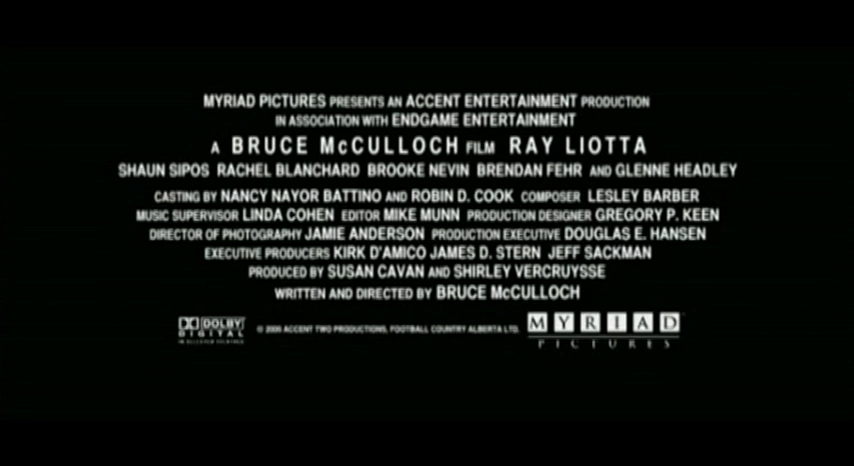 MYRIAD PICTURES PRESENTS AN ACCENT ENTERTAINMENT PRODUCTION
IN ASSOCIATION WITH ENDGAME ENTERTAINMENT
A BRUCE McCULLOCH FILM RAY LIOTTA
SHAUN SIPOS RACHEL BLANCHARD BROOKE NEVIN BRENDAN FEHR AND GLENNE HEADLEY
CASTING BY NANCY NAYOR BATTINO AND ROBIN D. COOK COMPOSER LESLEY BARBER
MUSIC SUPERVISOR LINDA COHEN EDITOR MIKE MUNN PRODUCTION DESIGNER GREGORY P. KEEN
DIRECTOR OF PHOTOGRAPHY JAMIE ANDERSON PRODUCTION EXECUTIVE DOUGLAS E. HANSEN
EXECUTIVE PRODUCERS KIRK D'AMICO JAMES D. STERN JEFF SACKMAN
PRODUCED BY SUSAN CAVAN AND SHIRLEY VERCRUYSSE
WRITTEN AND DIRECTED BY BRUCE McCULLOCH
DOLBY
DIGITAL
© ACCENT TWO PRODUCTIONS, FOOTBALL COUNTRY ALBERTA LTD.
MYRIAD
PICTURES